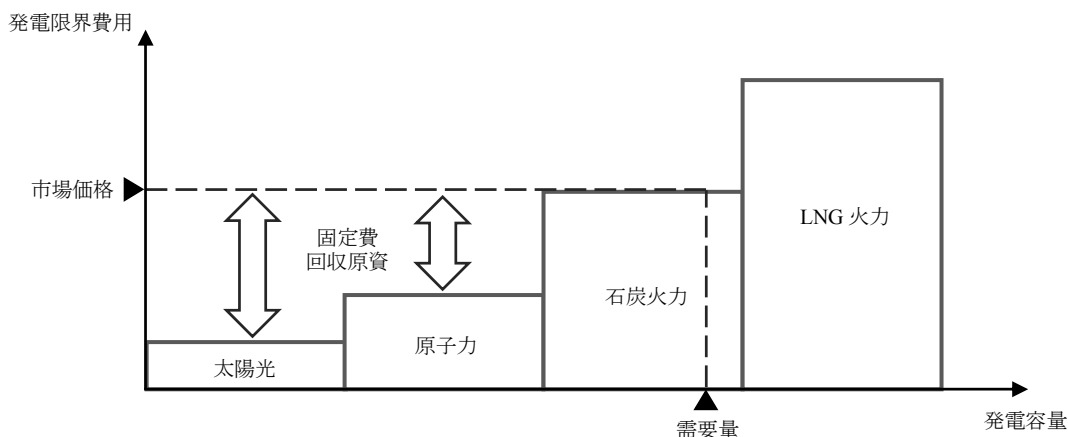 発電限界費用
市場価格
固定費
回収原資
LNG 火力
石炭火力
原子力
太陽光
需要量
発電容量